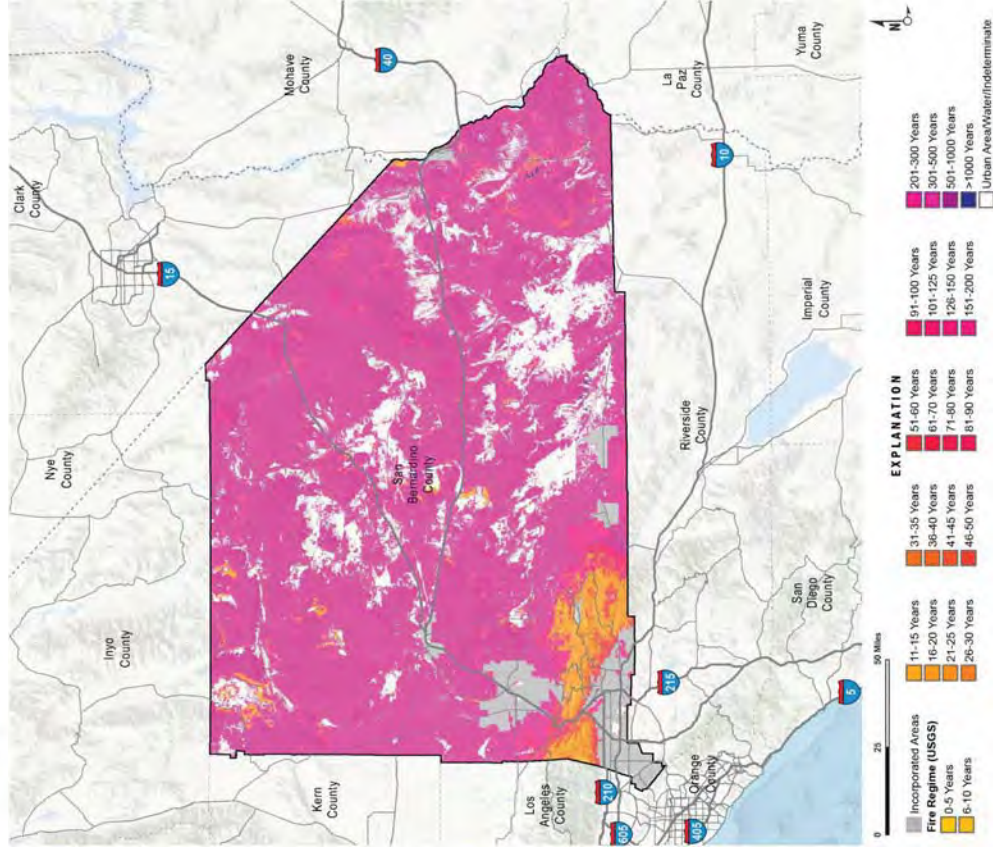 Clark
County
Nye
County
Mohave
County
15
40
Inyo
County
San
Bernardino
County
La
Paz
County
Yuma
County
Kern
County
Los
Angeles
County
Riverside
County
10
Imperial
County
210
605
405
Orange
County
215
San
Diego
County
5
N
0
25
50 Miles
EXPLANATION
Incorporated Areas
Fire Regime (USGS)
0-5 Years
6-10 Years
11-15 Years
16-20 Years
21-25 Years
26-30 Years
31-35 Years
36-40 Years
41-45 Years
46-50 Years
51-60 Years
61-70 Years
71-80 Years
81-90 Years
91-100 Years
101-125 Years
126-150 Years
151-200 Years
201-300 Years
301-500 Years
501-1000 Years
>1000 Years
Urban Area/Water/Indeterminate